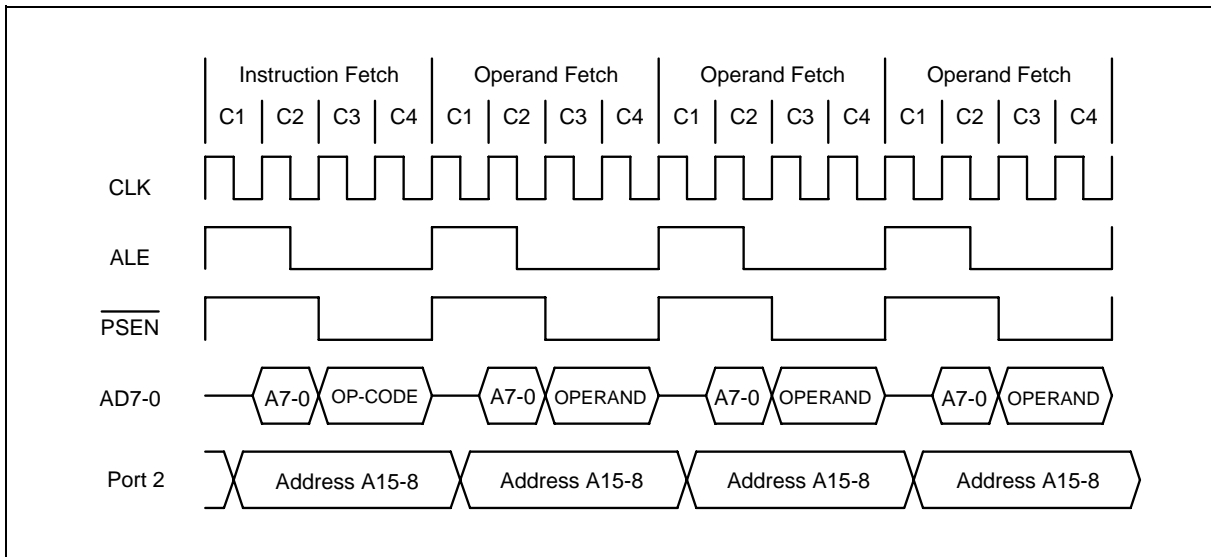 Instruction Fetch Operand Fetch Operand Fetch Operand Fetch
C1 C2 C3 C4 C1 C2 C3 C4 C1 C2 C3 C4 C1 C2 C3 C4
CLK
ALE
PSEN
AD7-0 A7-0 OP-CODE A7-0 OPERAND A7-0 OPERAND A7-0 OPERAND
Port 2 Address A15-8 Address A15-8 Address A15-8 Address A15-8